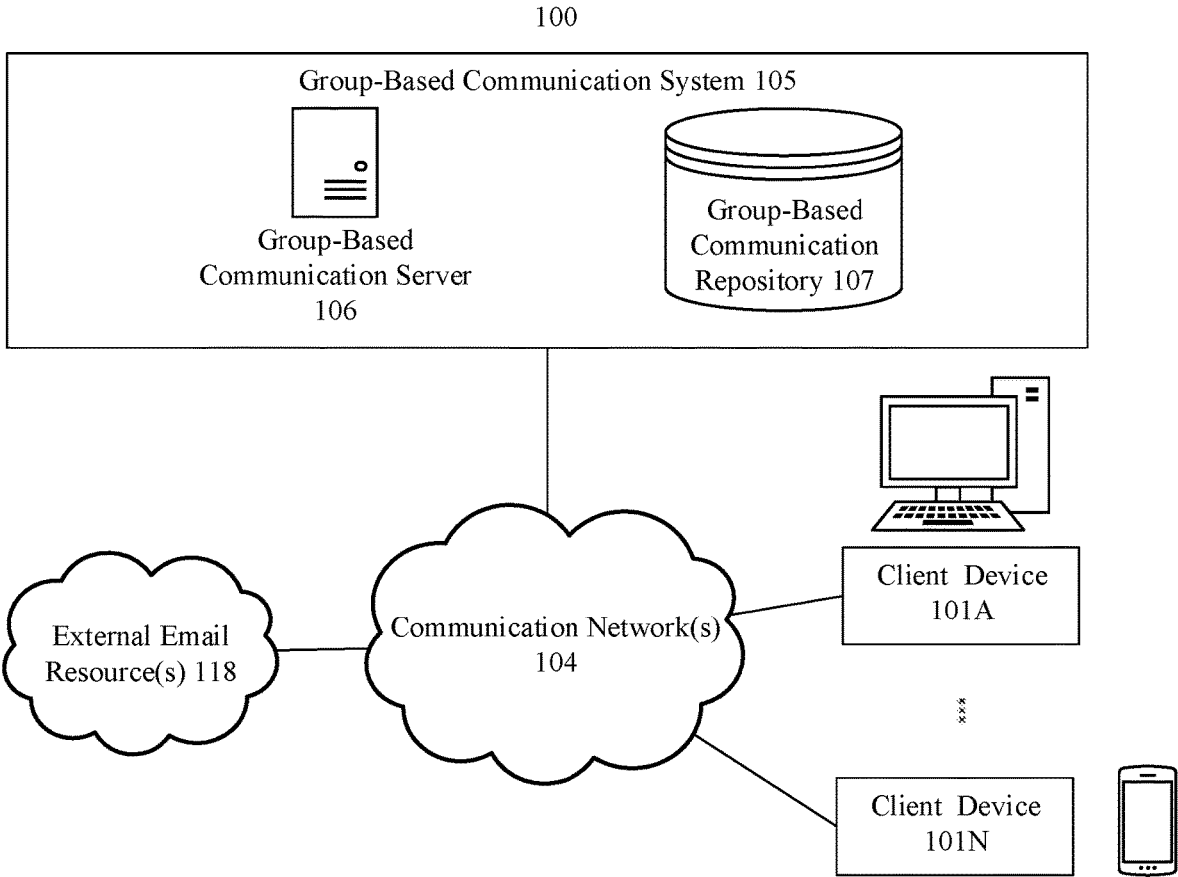 100
Group-Based Communication System 105
Group-Based
Communication Server
106
Group-Based
Communication
Repository 107
External Email
Resource(s) 118
Communication Network(s)
104
Client Device
101A
Client Device
101N